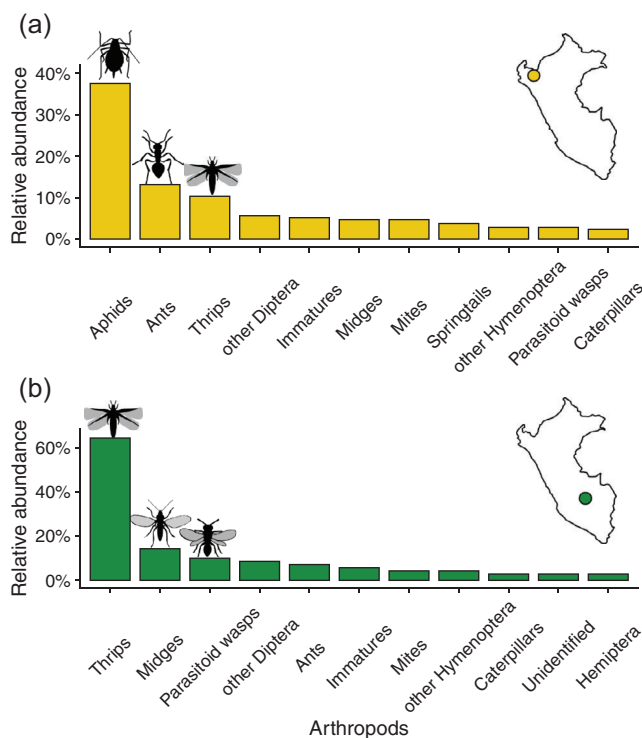 (a)
Relative abundance
40%
30%
20%
10%
0%
Aphids
Ants
Thrips
other Diptera
Immatures
Midges
Mites
Springtails
other Hymenoptera
Parasitoid wasps
Caterpillars
(b)
Relative abundance
60%
40%
20%
0%
Thrips
Midges
Parasitoid wasps
other Diptera
Ants
Immatures
Mites
other Hymenoptera
Caterpillars
Unidentified
Hemiptera
Arthropods